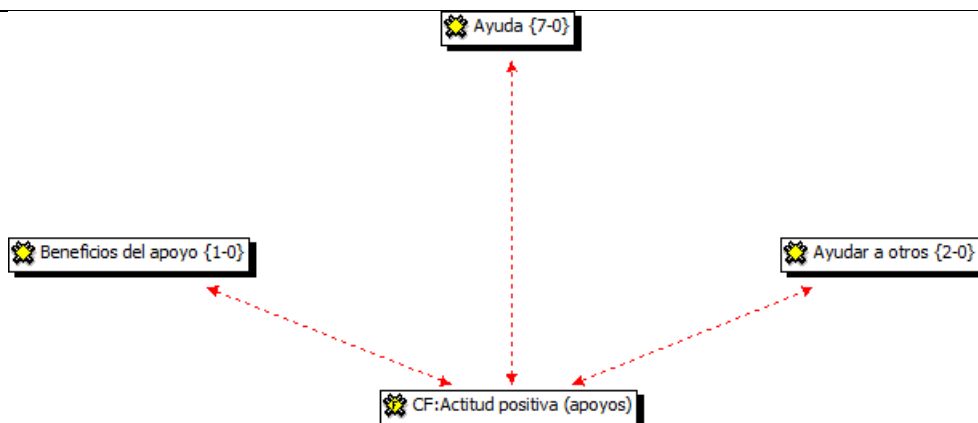 Ayuda {7-0}
Beneficios del apoyo {1-0}
Ayudar a otros {2-0}
CF:Actitud positiva (apoyos)